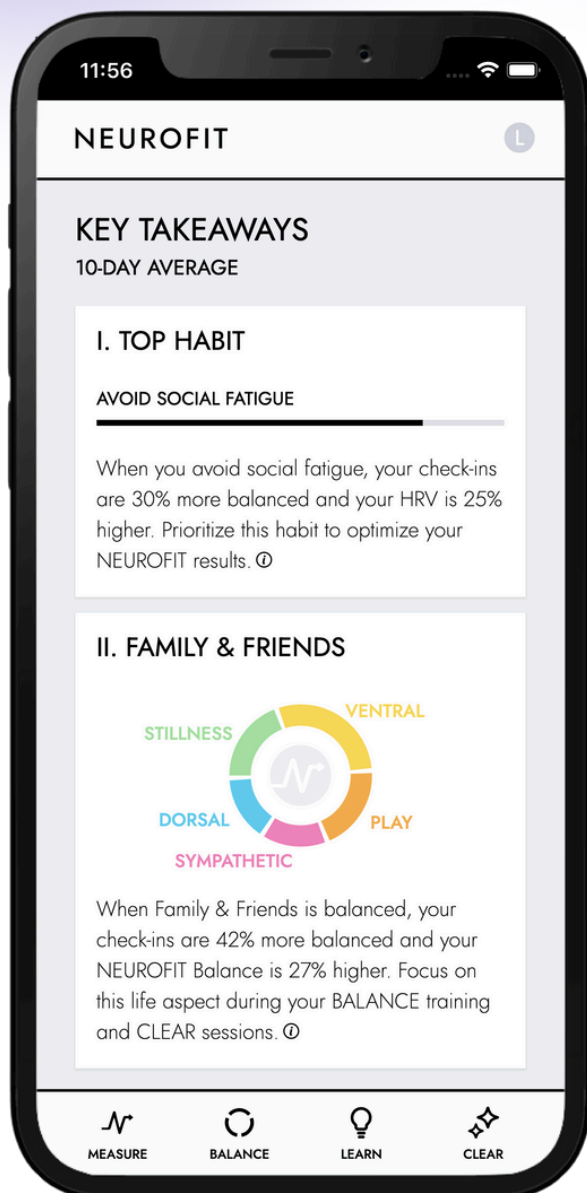 11:56
NEUROFIT
L
KEY TAKEAWAYS
10-DAY AVERAGE
I. TOP HABIT
AVOID SOCIAL FATIGUE
When you avoid social fatigue, your check-ins
are 30% more balanced and your HRV is 25%
higher. Prioritize this habit to optimize your
NEUROFIT results.
II. FAMILY & FRIENDS
VENTRAL
STILLNESS
DORSAL
PLAY
SYMPATHETIC
When Family & Friends is balanced, your
check-ins are 42% more balanced and your
NEUROFIT Balance is 27% higher. Focus on
this life aspect during your BALANCE training
and CLEAR sessions.
MEASURE
BALANCE
LEARN
CLEAR